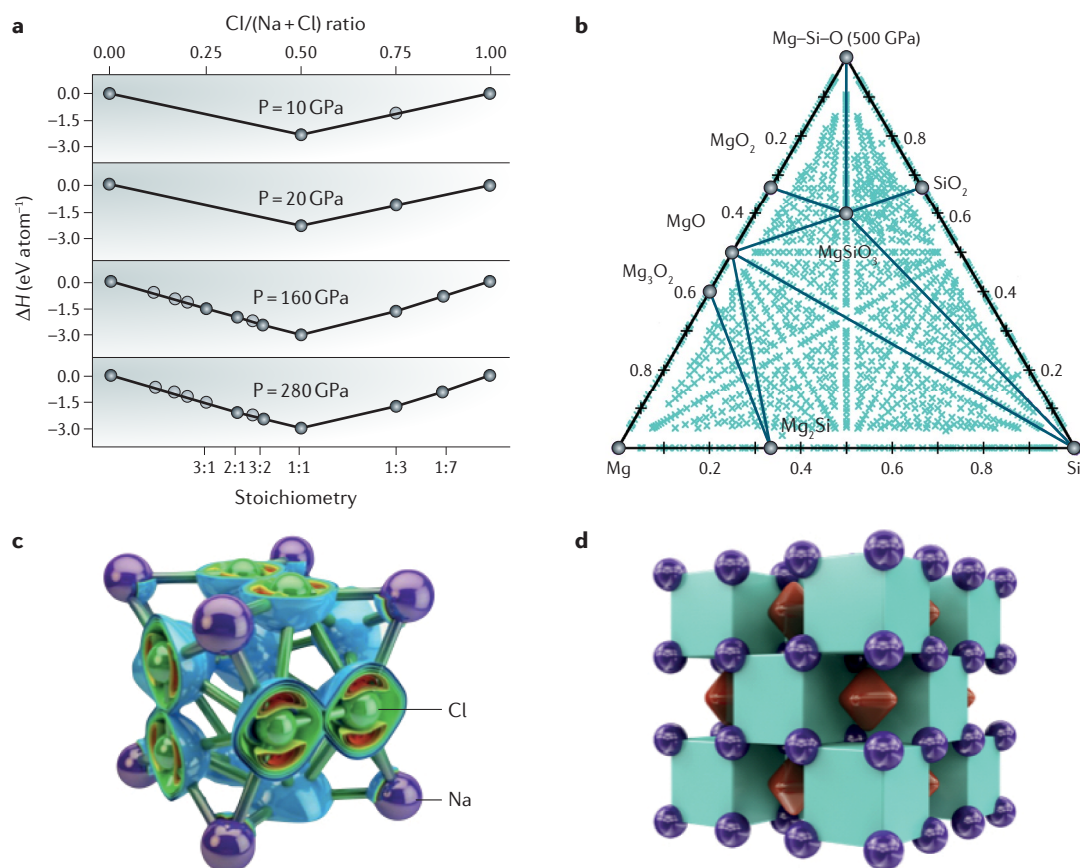 a
Cl/(Na + Cl) ratio
0.00 0.25 0.50 0.75 1.00
0.0
–1.5
–3.0
P = 10 GPa
0.0
–1.5
–3.0
P = 20 GPa
0.0
–1.5
–3.0
P = 160 GPa
0.0
–1.5
–3.0
P = 280 GPa
ΔH (eV atom⁻¹)
3:1 2:1 3:2 1:1 1:3 1:7
Stoichiometry
b
Mg–Si–O (500 GPa)
0.2 0.8
MgO₂
SiO₂
0.4 0.6
MgO
MgSiO₃
Mg₃O₂
0.6 0.4
0.8 0.2
Mg₂Si
Mg 0.2 0.4 0.6 0.8 Si
c
Cl
Na
d